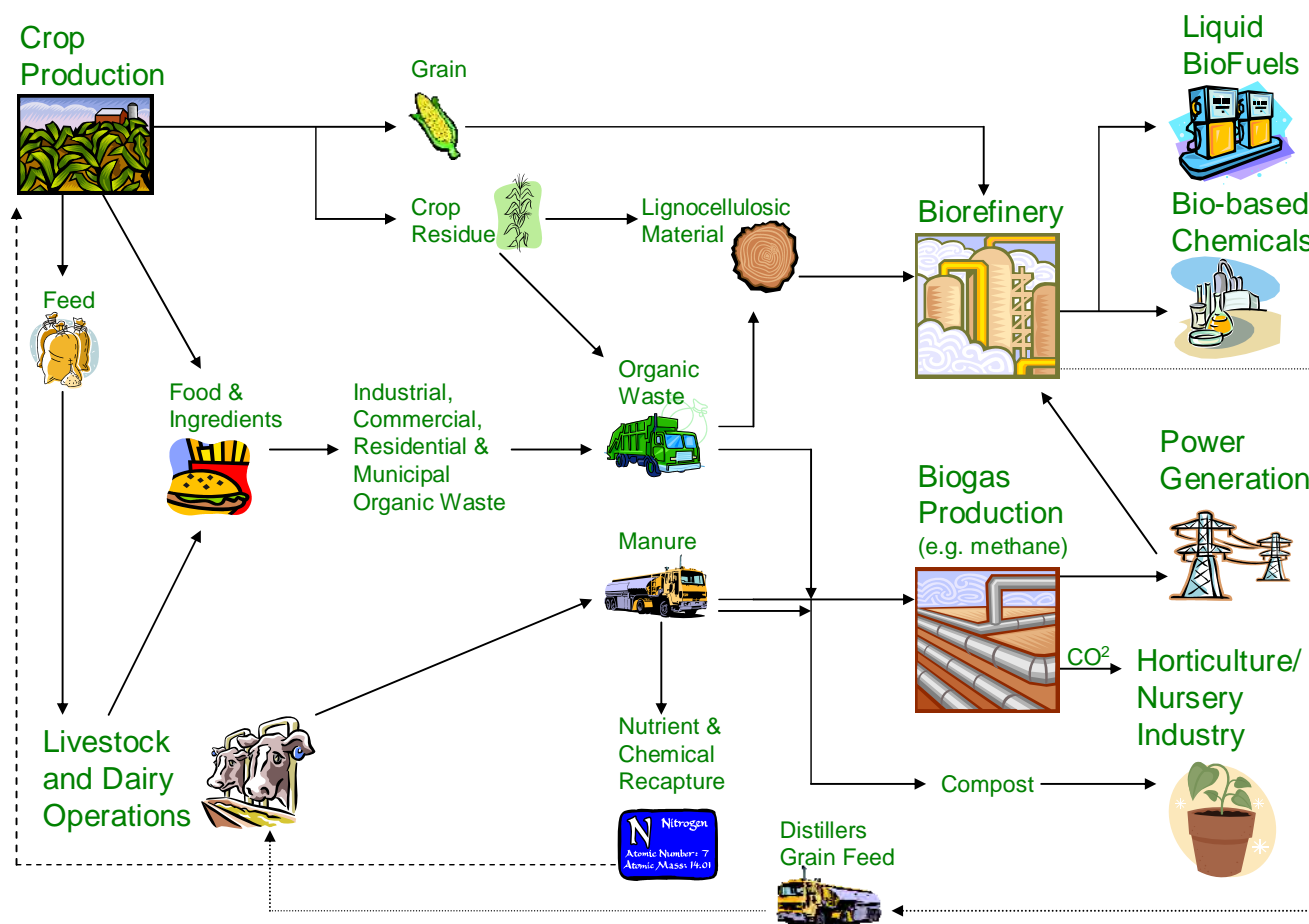 Crop
Production
Grain
Liquid
BioFuels
Crop
Residue
Lignocellulosic
Material
Biorefinery
Bio-based
Chemicals
Feed
Food &
Ingredients
Industrial,
Commercial,
Residential &
Municipal
Organic Waste
Organic
Waste
Biogas
Production
(e.g. methane)
Power
Generation
Manure
CO²
Horticulture/
Nursery
Industry
Livestock
and Dairy
Operations
Nutrient &
Chemical
Recapture
Compost
N Nitrogen
Atomic Number: 7
Atomic Mass: 14.01
Distillers
Grain Feed